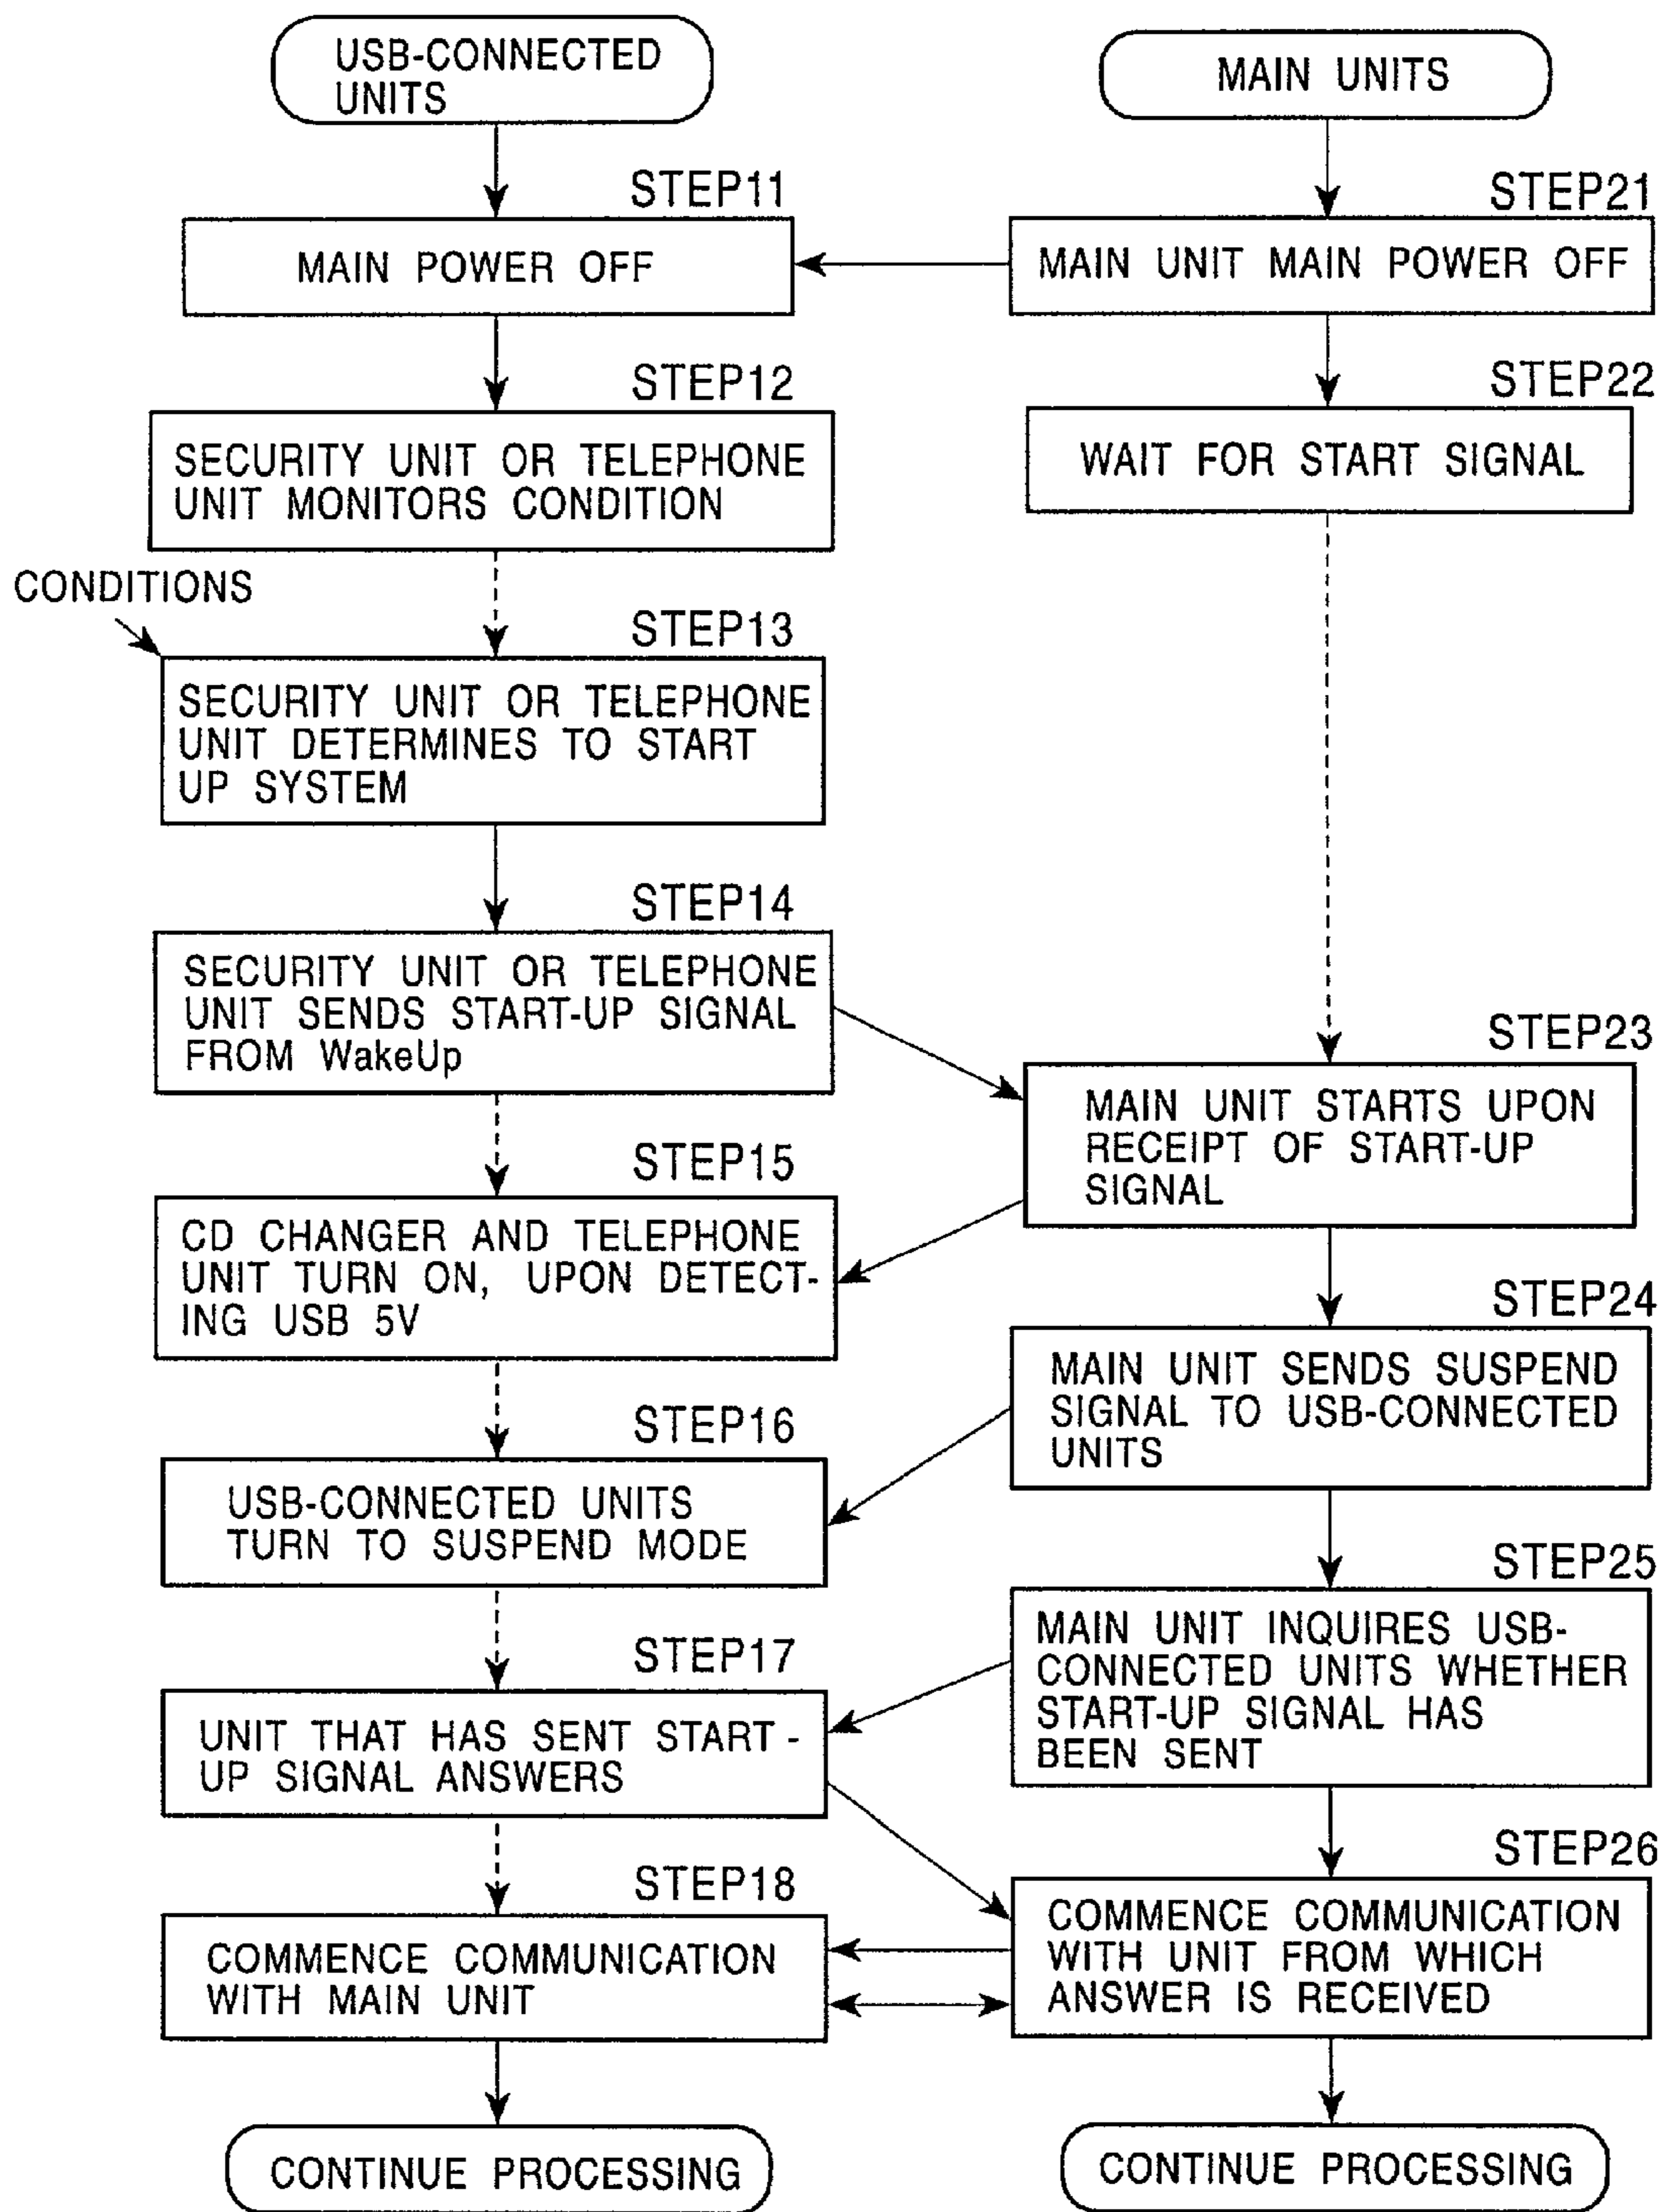 USB-CONNECTED
UNITS
STEP11
MAIN POWER OFF
STEP12
SECURITY UNIT OR TELEPHONE
UNIT MONITORS CONDITION
CONDITIONS
STEP13
SECURITY UNIT OR TELEPHONE
UNIT DETERMINES TO START
UP SYSTEM
STEP14
SECURITY UNIT OR TELEPHONE
UNIT SENDS START-UP SIGNAL
FROM WakeUp
STEP15
CD CHANGER AND TELEPHONE
UNIT TURN ON, UPON DETECT-
ING USB 5V
STEP16
USB-CONNECTED UNITS
TURN TO SUSPEND MODE
STEP17
UNIT THAT HAS SENT START -
UP SIGNAL ANSWERS
STEP18
COMMENCE COMMUNICATION
WITH MAIN UNIT
CONTINUE PROCESSING
MAIN UNITS
STEP21
MAIN UNIT MAIN POWER OFF
STEP22
WAIT FOR START SIGNAL
STEP23
MAIN UNIT STARTS UPON
RECEIPT OF START-UP
SIGNAL
STEP24
MAIN UNIT SENDS SUSPEND
SIGNAL TO USB-CONNECTED
UNITS
STEP25
MAIN UNIT INQUIRES USB-
CONNECTED UNITS WHETHER
START-UP SIGNAL HAS
BEEN SENT
STEP26
COMMENCE COMMUNICATION
WITH UNIT FROM WHICH
ANSWER IS RECEIVED
CONTINUE PROCESSING